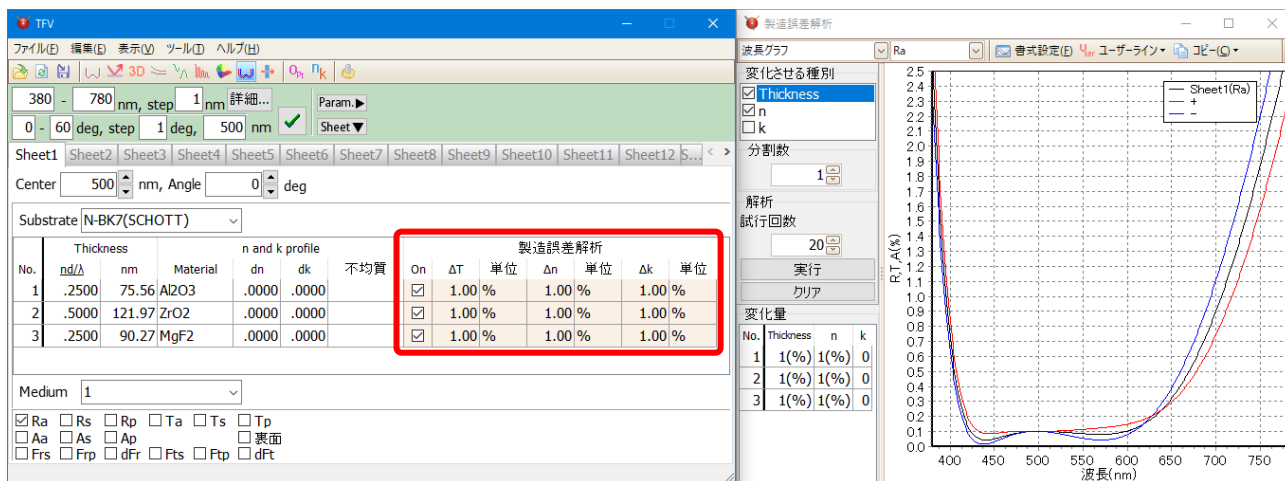 TFV
ファイル(F) 編集(E) 表示(V) ツール(T) ヘルプ(H)
3D Opt nk
380 - 780 nm, step 1 nm 詳細... Param.▶
0 - 60 deg, step 1 deg, 500 nm Sheet▼
Sheet1 Sheet2 Sheet3 Sheet4 Sheet5 Sheet6 Sheet7 Sheet8 Sheet9 Sheet10 Sheet11 Sheet12 S...
Center 500 nm, Angle 0 deg
Substrate N-BK7(SCHOTT)
Thickness n and k profile 製造誤差解析
No. nd/λ nm Material dn dk 不均質 On ΔT 単位 Δn 単位 Δk 単位
1 .2500 75.56 Al2O3 .0000 .0000 1.00 % 1.00 % 1.00 %
2 .5000 121.97 ZrO2 .0000 .0000 1.00 % 1.00 % 1.00 %
3 .2500 90.27 MgF2 .0000 .0000 1.00 % 1.00 % 1.00 %
Medium 1
Ra Rs Rp Ta Ts Tp
Aa As Ap 裏面
Frs Frp dFr Fts Ftp dFt
製造誤差解析
波長グラフ Ra 書式設定(F) Usr ユーザーライン コピー(C)
変化させる種別
Thickness
n
k
分割数
1
解析
試行回数
20
実行
クリア
変化量
No. Thickness n k
1 1(%) 1(%) 0
2 1(%) 1(%) 0
3 1(%) 1(%) 0
Sheet1(Ra)
+
-
R,T,A(%)
2.5
2.4
2.3
2.2
2.1
2.0
1.9
1.8
1.7
1.6
1.5
1.4
1.3
1.2
1.1
1.0
0.9
0.8
0.7
0.6
0.5
0.4
0.3
0.2
0.1
0.0
400 450 500 550 600 650 700 750
波長(nm)